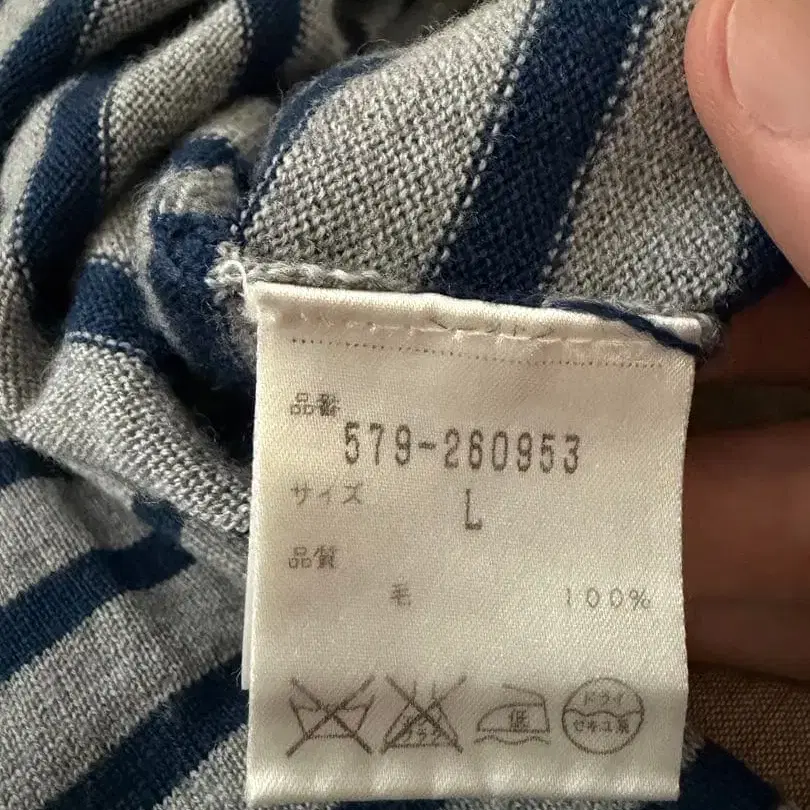 品番
579-260953
サイズ
L
品質
毛 100%
低
ドライ
セキユ系